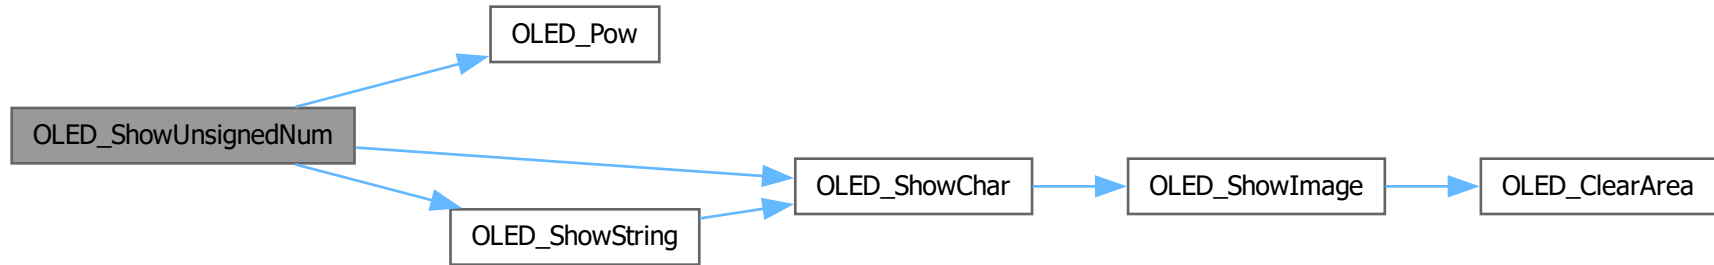 OLED_Pow
OLED_ShowUnsignedNum
OLED_ShowChar
OLED_ShowImage
OLED_ClearArea
OLED_ShowString